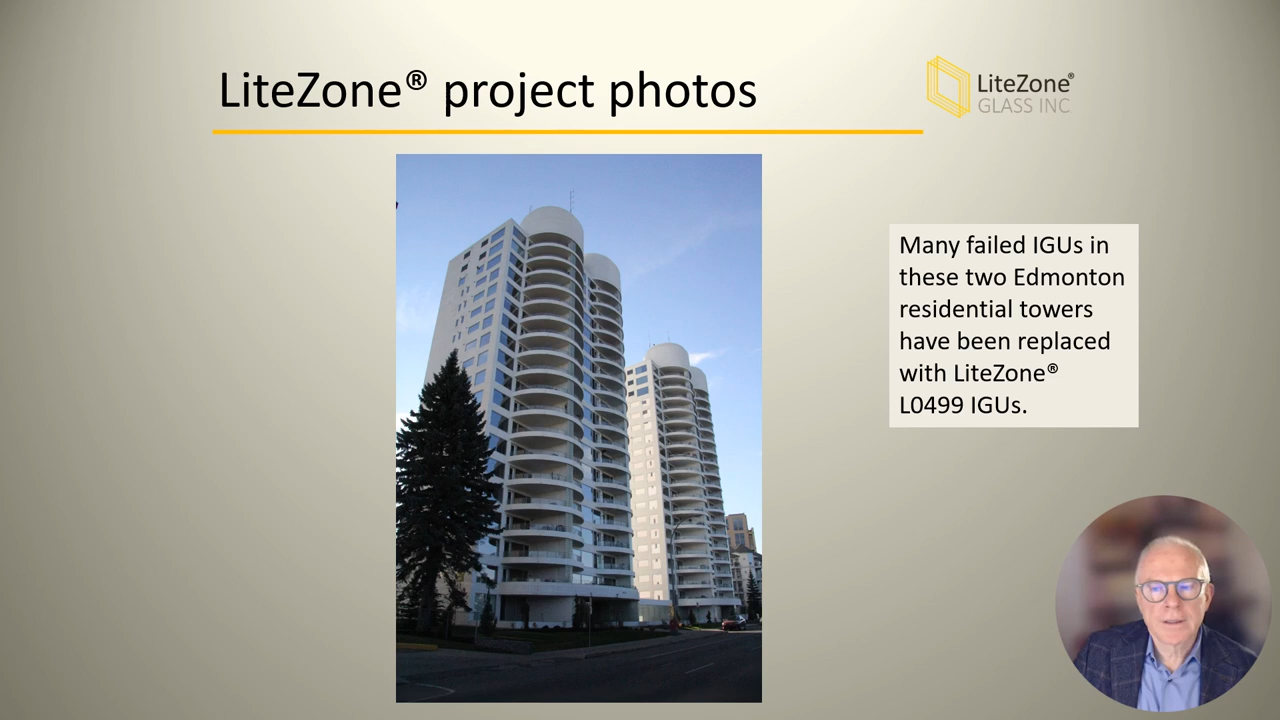 LiteZone® project photos
LiteZone®
GLASS INC.
Many failed IGUs in
these two Edmonton
residential towers
have been replaced
with LiteZone®
L0499 IGUs.